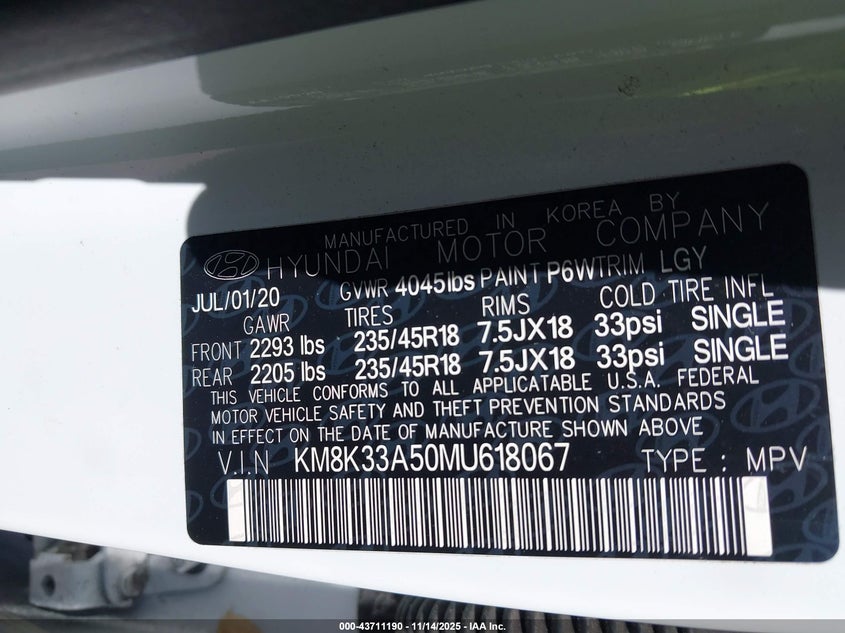 MANUFACTURED IN KOREA BY
HYUNDAI MOTOR COMPANY
JUL/01/20 GVWR 4045lbs PAINT P6W TRIM LGY
GAWR TIRES RIMS COLD TIRE INFL
FRONT 2293 lbs 235/45R18 7.5JX18 33psi SINGLE
REAR 2205 lbs 235/45R18 7.5JX18 33psi SINGLE
THIS VEHICLE CONFORMS TO ALL APPLICATABLE U.S.A. FEDERAL
MOTOR VEHICLE SAFETY AND THEFT PREVENTION STANDARDS
IN EFFECT ON THE DATE OF MANUFACTURE SHOWN ABOVE
V.I.N KM8K33A50MU618067 TYPE : MPV
000-43711190 - 11/14/2025 - IAA Inc.